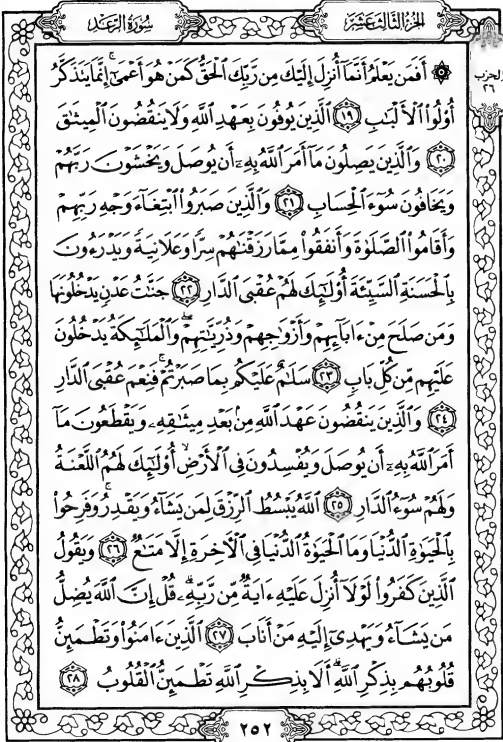 الجزء الثالث عشر
سورة الرعد
الحزب
٢٦
۞ أَفَمَن يَعْلَمُ أَنَّمَآ أُنزِلَ إِلَيْكَ مِن رَّبِّكَ ٱلْحَقُّ كَمَنْ هُوَ أَعْمَىٰٓ ۚ إِنَّمَا يَتَذَكَّرُ
أُو۟لُوا۟ ٱلْأَلْبَٰبِ ١٩ ٱلَّذِينَ يُوفُونَ بِعَهْدِ ٱللَّهِ وَلَا يَنقُضُونَ ٱلْمِيثَٰقَ
٢٠ وَٱلَّذِينَ يَصِلُونَ مَآ أَمَرَ ٱللَّهُ بِهِۦٓ أَن يُوصَلَ وَيَخْشَوْنَ رَبَّهُمْ
وَيَخَافُونَ سُوٓءَ ٱلْحِسَابِ ٢١ وَٱلَّذِينَ صَبَرُوا۟ ٱبْتِغَآءَ وَجْهِ رَبِّهِمْ
وَأَقَامُوا۟ ٱلصَّلَوٰةَ وَأَنفَقُوا۟ مِمَّا رَزَقْنَٰهُمْ سِرًّا وَعَلَانِيَةً وَيَدْرَءُونَ
بِٱلْحَسَنَةِ ٱلسَّيِّئَةَ أُو۟لَٰٓئِكَ لَهُمْ عُقْبَى ٱلدَّارِ ٢٢ جَنَّٰتُ عَدْنٍ يَدْخُلُونَهَا
وَمَن صَلَحَ مِنْ ءَابَآئِهِمْ وَأَزْوَٰجِهِمْ وَذُرِّيَّٰتِهِمْ ۖ وَٱلْمَلَٰٓئِكَةُ يَدْخُلُونَ
عَلَيْهِم مِّن كُلِّ بَابٍ ٢٣ سَلَٰمٌ عَلَيْكُم بِمَا صَبَرْتُمْ ۚ فَنِعْمَ عُقْبَى ٱلدَّارِ
٢٤ وَٱلَّذِينَ يَنقُضُونَ عَهْدَ ٱللَّهِ مِنۢ بَعْدِ مِيثَٰقِهِۦ وَيَقْطَعُونَ مَآ
أَمَرَ ٱللَّهُ بِهِۦٓ أَن يُوصَلَ وَيُفْسِدُونَ فِى ٱلْأَرْضِ ۙ أُو۟لَٰٓئِكَ لَهُمُ ٱللَّعْنَةُ
وَلَهُمْ سُوٓءُ ٱلدَّارِ ٢٥ ٱللَّهُ يَبْسُطُ ٱلرِّزْقَ لِمَن يَشَآءُ وَيَقْدِرُ ۚ وَفَرِحُوا۟
بِٱلْحَيَوٰةِ ٱلدُّنْيَا وَمَا ٱلْحَيَوٰةُ ٱلدُّنْيَا فِى ٱلْءَاخِرَةِ إِلَّا مَتَٰعٌ ٢٦ وَيَقُولُ
ٱلَّذِينَ كَفَرُوا۟ لَوْلَآ أُنزِلَ عَلَيْهِ ءَايَةٌ مِّن رَّبِّهِۦ ۗ قُلْ إِنَّ ٱللَّهَ يُضِلُّ
مَن يَشَآءُ وَيَهْدِىٓ إِلَيْهِ مَنْ أَنَابَ ٢٧ ٱلَّذِينَ ءَامَنُوا۟ وَتَطْمَئِنُّ
قُلُوبُهُم بِذِكْرِ ٱللَّهِ ۗ أَلَا بِذِكْرِ ٱللَّهِ تَطْمَئِنُّ ٱلْقُلُوبُ ٢٨
٢٥٢